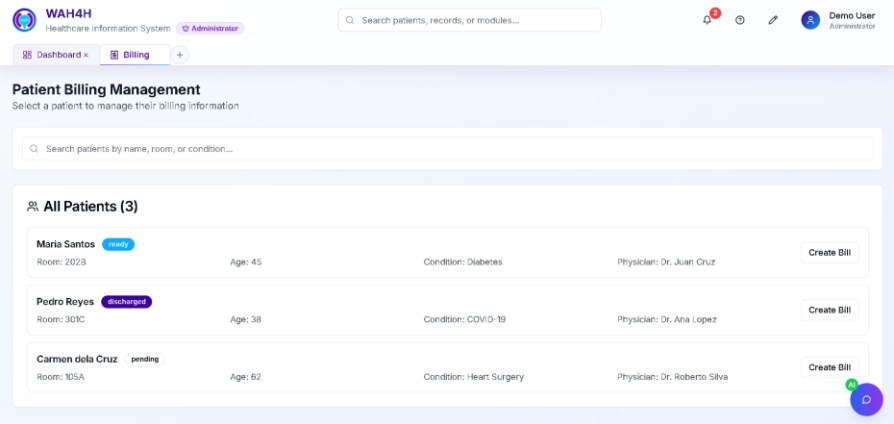 WAH4H
Healthcare Information System Administrator
Search patients, records, or modules...
2
Demo User
Administrator
Dashboard ×
Billing
+
Patient Billing Management
Select a patient to manage their billing information
Search patients by name, room, or condition...
All Patients (3)
Maria Santos ready
Room: 202B Age: 45 Condition: Diabetes Physician: Dr. Juan Cruz
Create Bill
Pedro Reyes discharged
Room: 301C Age: 38 Condition: COVID-19 Physician: Dr. Ana Lopez
Create Bill
Carmen dela Cruz pending
Room: 105A Age: 62 Condition: Heart Surgery Physician: Dr. Roberto Silva
Create Bill
AI